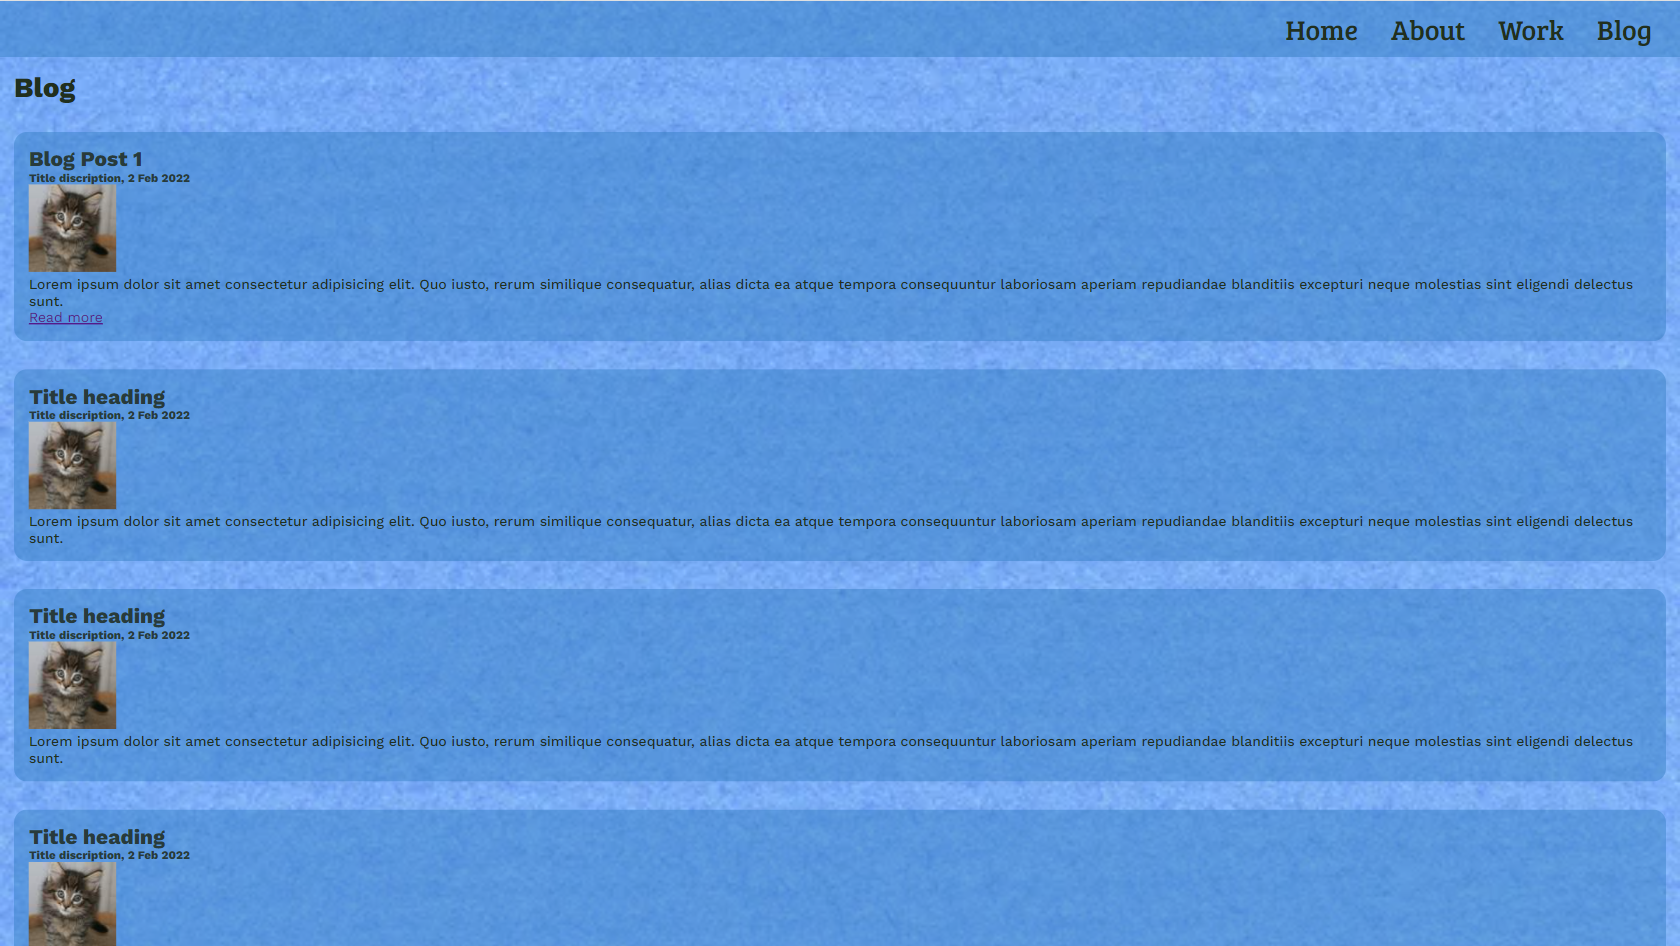 Home About Work Blog
Blog
Blog Post 1
Title discription, 2 Feb 2022
Lorem ipsum dolor sit amet consectetur adipisicing elit. Quo iusto, rerum similique consequatur, alias dicta ea atque tempora consequuntur laboriosam aperiam repudiandae blanditiis excepturi neque molestias sint eligendi delectus
sunt.
Read more
Title heading
Title discription, 2 Feb 2022
Lorem ipsum dolor sit amet consectetur adipisicing elit. Quo iusto, rerum similique consequatur, alias dicta ea atque tempora consequuntur laboriosam aperiam repudiandae blanditiis excepturi neque molestias sint eligendi delectus
sunt.
Title heading
Title discription, 2 Feb 2022
Lorem ipsum dolor sit amet consectetur adipisicing elit. Quo iusto, rerum similique consequatur, alias dicta ea atque tempora consequuntur laboriosam aperiam repudiandae blanditiis excepturi neque molestias sint eligendi delectus
sunt.
Title heading
Title discription, 2 Feb 2022